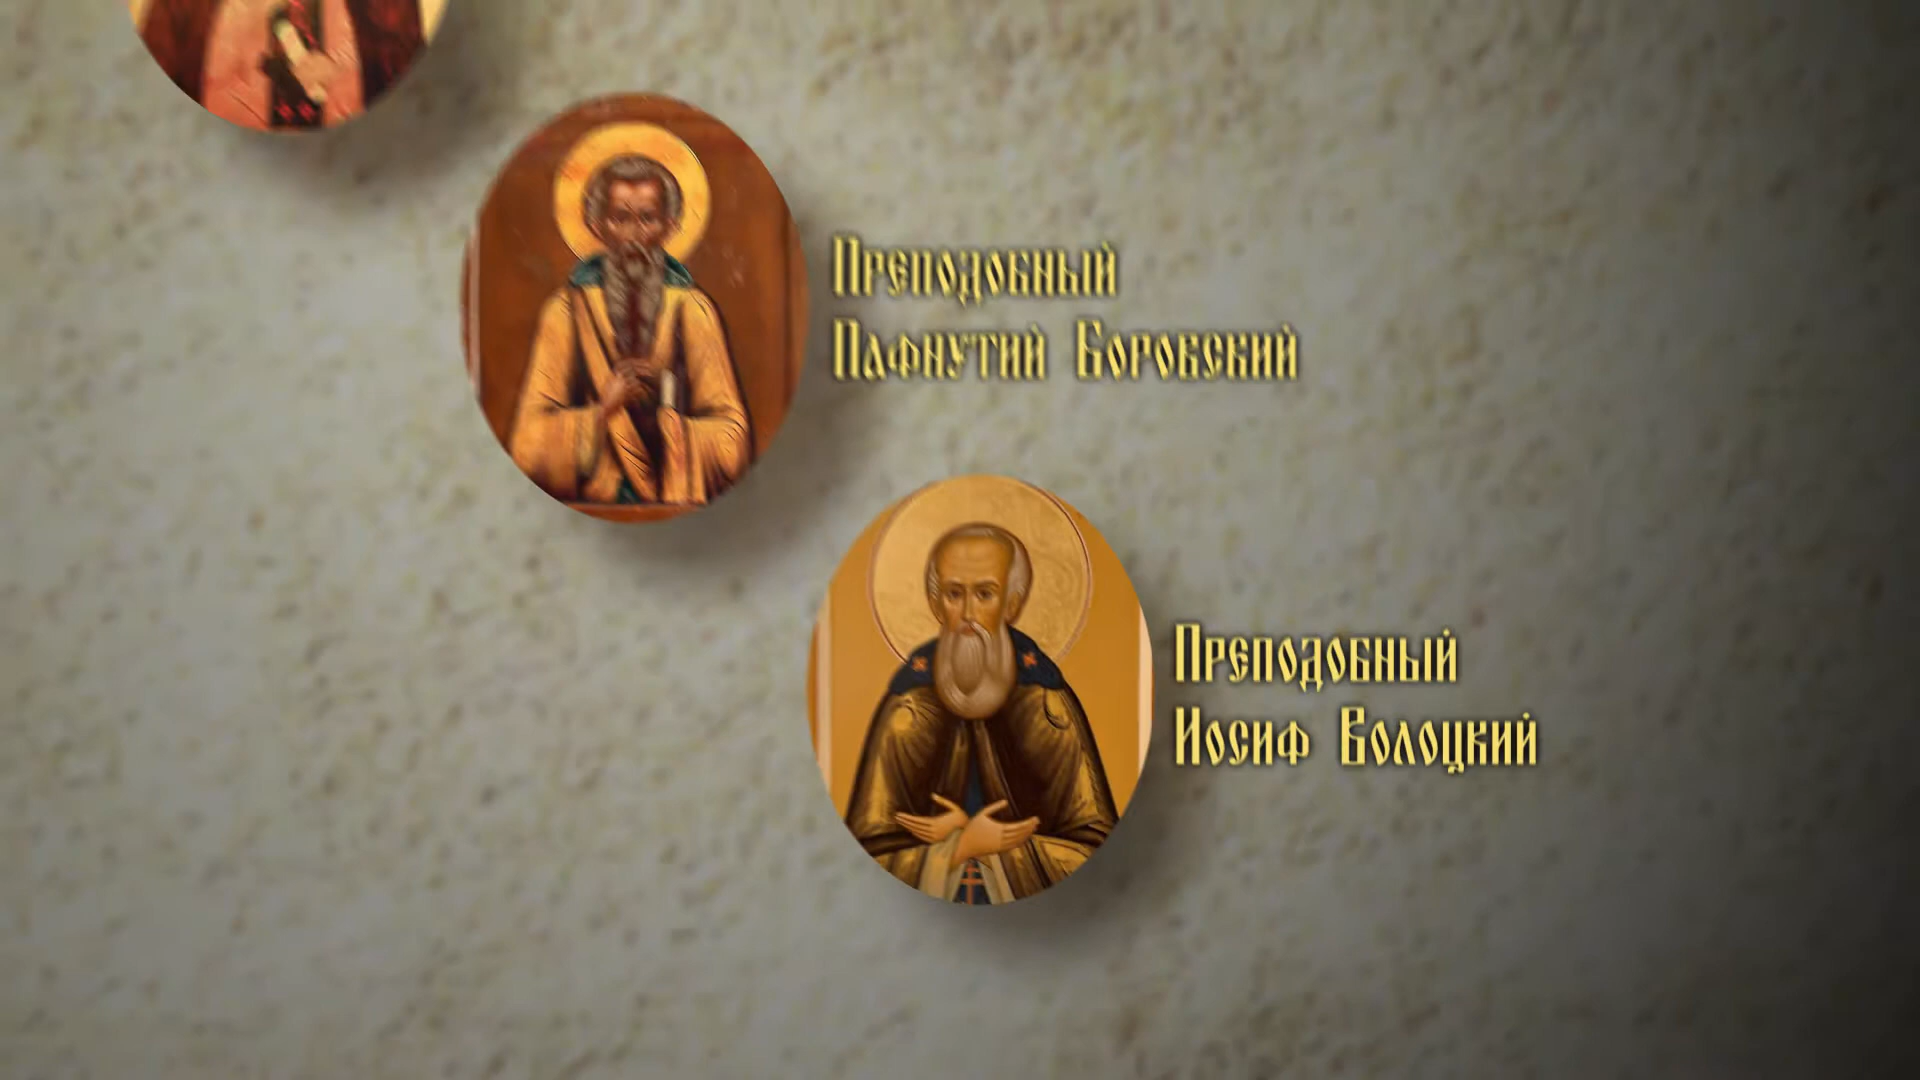 Преподобный
Пафнутий Боровский
Преподобный
Иосиф Волоцкий